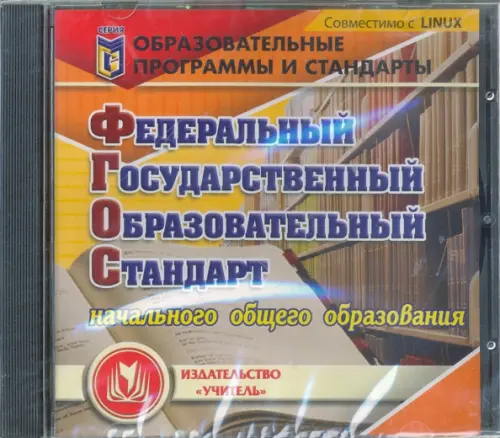 Совместимо с LINUX
СЕРИЯ
ОБРАЗОВАТЕЛЬНЫЕ
ПРОГРАММЫ И СТАНДАРТЫ
ФЕДЕРАЛЬНЫЙ
ГОСУДАРСТВЕННЫЙ
ОБРАЗОВАТЕЛЬНЫЙ
СТАНДАРТ
начального общего образования
ИЗДАТЕЛЬСТВО
«УЧИТЕЛЬ»